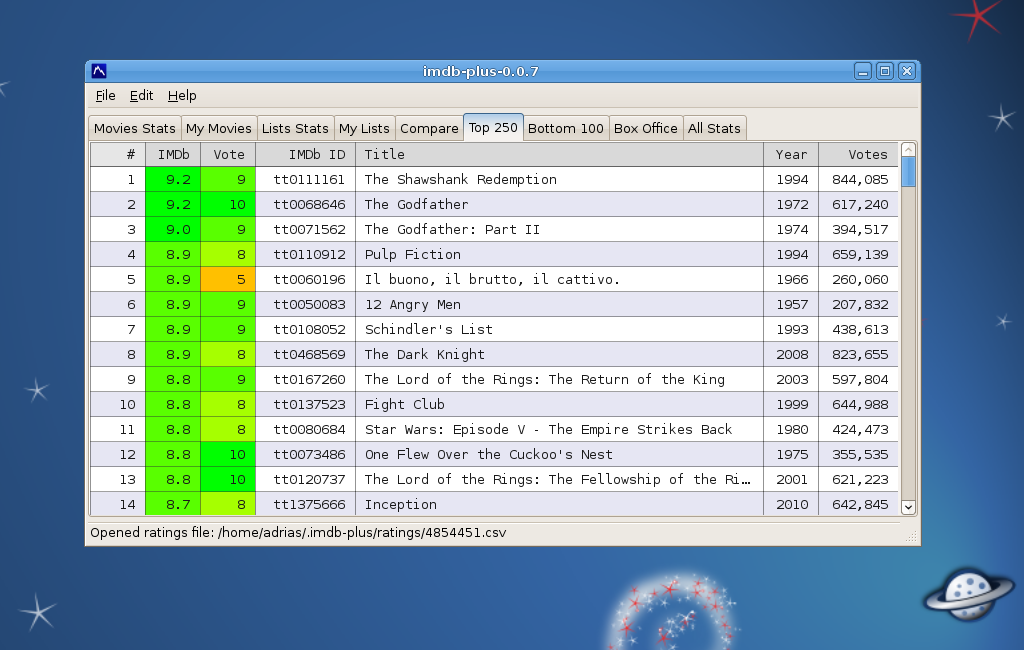 imdb-plus-0.0.7
File Edit Help
Movies Stats My Movies Lists Stats My Lists Compare Top 250 Bottom 100 Box Office All Stats
# IMDb Vote IMDb ID Title Year Votes
1 9.2 9 tt0111161 The Shawshank Redemption 1994 844,085
2 9.2 10 tt0068646 The Godfather 1972 617,240
3 9.0 9 tt0071562 The Godfather: Part II 1974 394,517
4 8.9 8 tt0110912 Pulp Fiction 1994 659,139
5 8.9 5 tt0060196 Il buono, il brutto, il cattivo. 1966 260,060
6 8.9 9 tt0050083 12 Angry Men 1957 207,832
7 8.9 9 tt0108052 Schindler's List 1993 438,613
8 8.9 8 tt0468569 The Dark Knight 2008 823,655
9 8.8 9 tt0167260 The Lord of the Rings: The Return of the King 2003 597,804
10 8.8 8 tt0137523 Fight Club 1999 644,988
11 8.8 8 tt0080684 Star Wars: Episode V - The Empire Strikes Back 1980 424,473
12 8.8 10 tt0073486 One Flew Over the Cuckoo's Nest 1975 355,535
13 8.8 10 tt0120737 The Lord of the Rings: The Fellowship of the Ri... 2001 621,223
14 8.7 8 tt1375666 Inception 2010 642,845
Opened ratings file: /home/adrias/.imdb-plus/ratings/4854451.csv